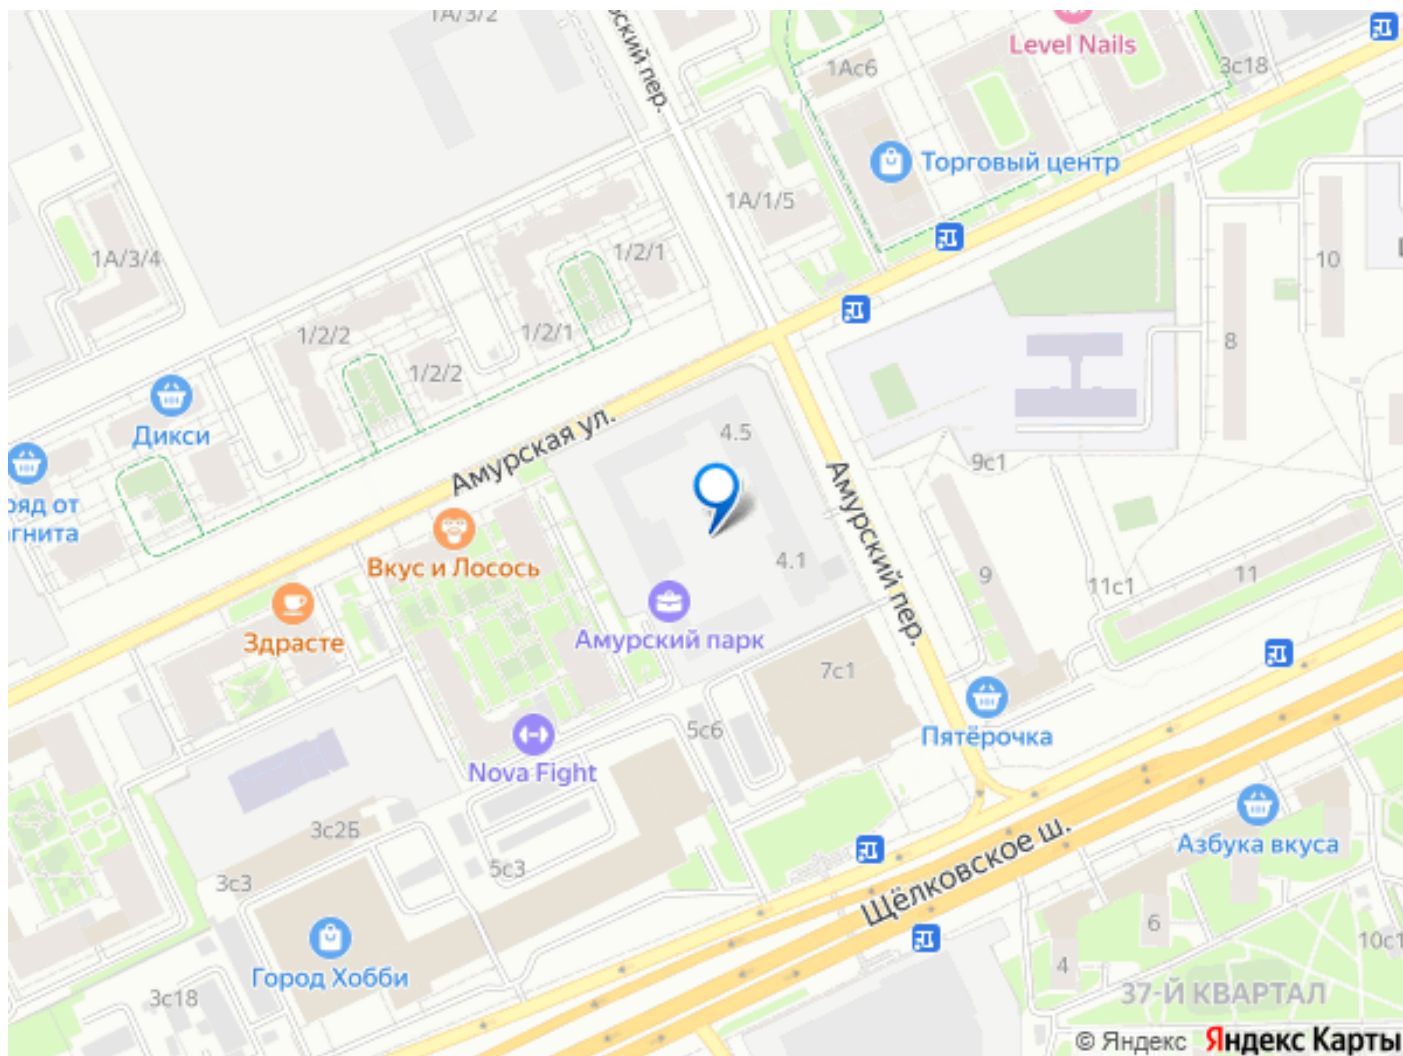 1А/3/2
ский пер.
Level Nails
1Ас6
3с18
Торговый центр
1А/1/5
1А/3/4
1/2/1
10
1/2/2
1/2/1
8
1/2/2
Дикси
Амурская ул.
4.5
9с1
ряд от
гнита
Амурский пер.
Вкус и Лосось
4.1
9
11с1
11
Здрасте
Амурский парк
7с1
5с6
Пятёрочка
Nova Fight
3с2Б
Щёлковское ш.
Азбука вкуса
5с3
3с3
6
10с1
Город Хобби
4
3с18
37-Й КВАРТАЛ
© Яндекс Яндекс Карты